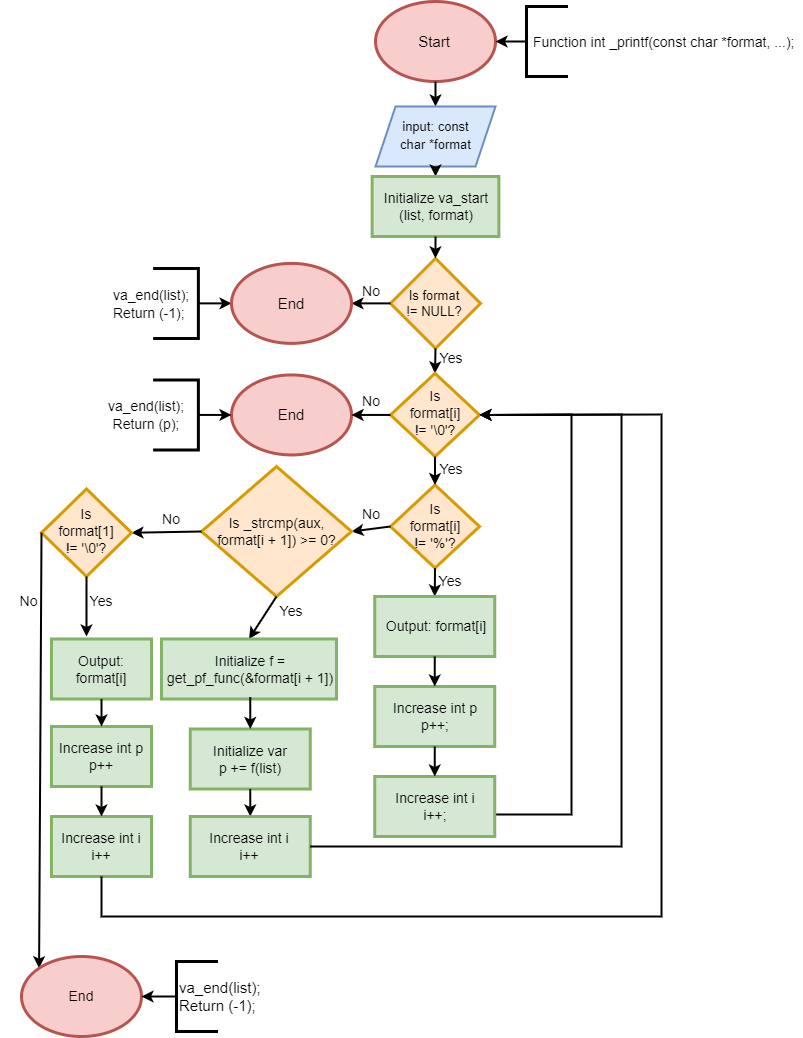 Start
Function int _printf(const char *format, ...);
input: const
char *format
Initialize va_start
(list, format)
va_end(list);
Return (-1);
End
No
Is format
!= NULL?
Yes
va_end(list);
Return (p);
End
No
Is
format[i]
!= '\0'?
Yes
Is
format[1]
!= '\0'?
No
Is _strcmp(aux,
format[i + 1]) >= 0?
No
Is
format[i]
!= '%'?
No
Yes
Yes
Yes
Output:
format[i]
Initialize f =
get_pf_func(&format[i + 1])
Output: format[i]
Increase int p
p++
Initialize var
p += f(list)
Increase int p
p++;
Increase int i
i++
Increase int i
i++
Increase int i
i++;
End
va_end(list);
Return (-1);